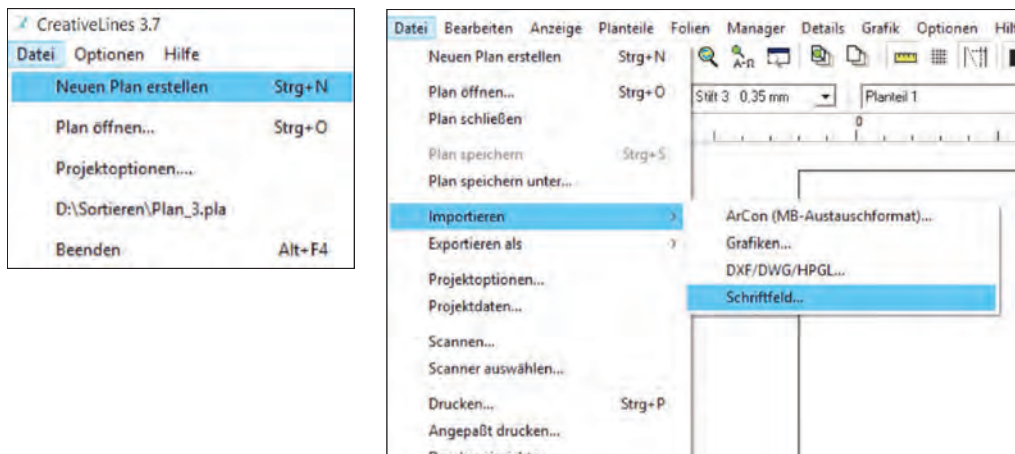 CreativeLines 3.7
Datei Optionen Hilfe
Neuen Plan erstellen Strg+N
Plan öffnen... Strg+O
Projektoptionen....
D:\Sortieren\Plan_3.pla
Beenden Alt+F4
Datei Bearbeiten Anzeige Planteile Folien Manager Details Grafik Optionen
Neuen Plan erstellen Strg+N
Plan öffnen... Strg+O
Stift 3 0,35 mm Planteil 1
Plan schließen
0
Plan speichern Strg+S
Plan speichern unter...
Importieren
ArCon (MB-Austauschformat)...
Exportieren als
Grafiken...
DXF/DWG/HPGL...
Projektoptionen...
Schriftfeld...
Projektdaten...
Scannen...
Scanner auswählen...
Drucken... Strg+P
Angepaßt drucken...